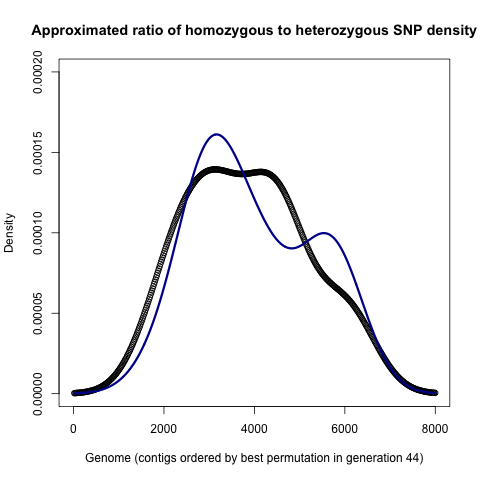 Approximated ratio of homozygous to heterozygous SNP density
0.00020
0.00015
0.00010
0.00005
0.00000
Density
0 2000 4000 6000 8000
Genome (contigs ordered by best permutation in generation 44)